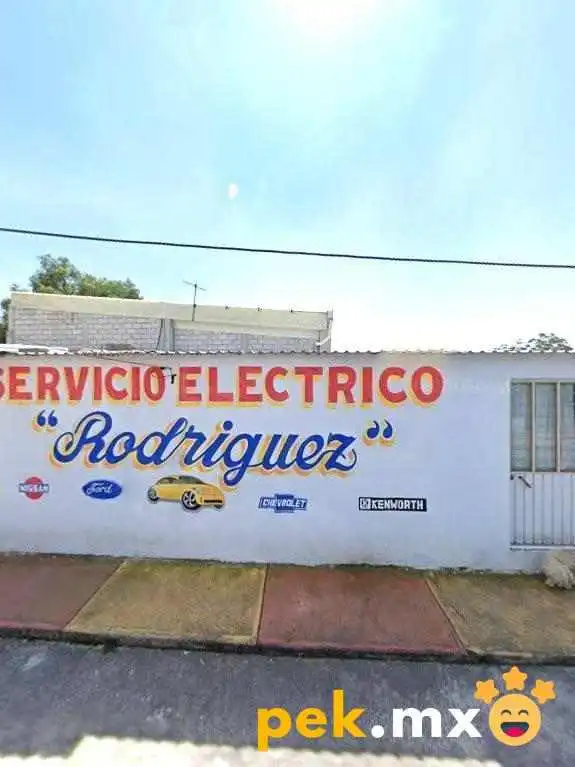 SERVICIO ELECTRICO
"Rodriguez"
NISSAN
Ford
CHEVROLET
KENWORTH
pek.mx